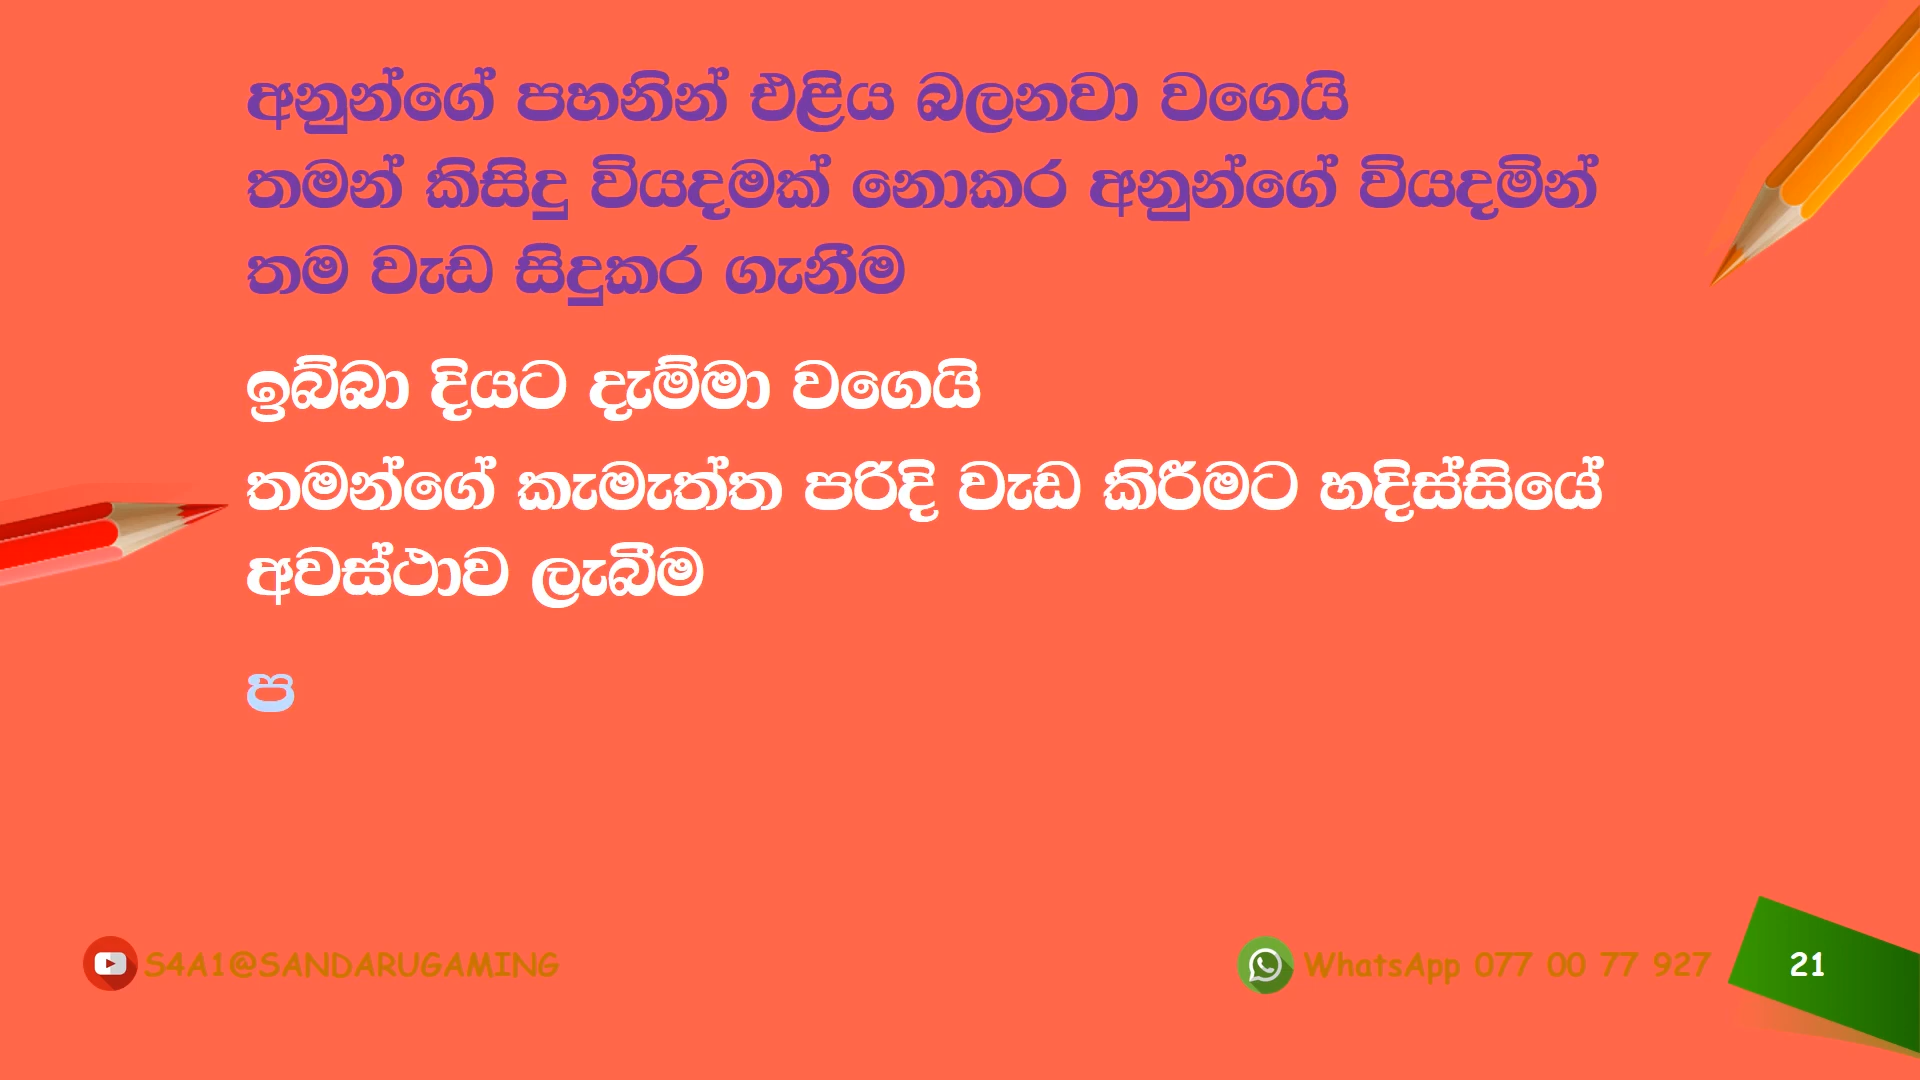 අනුන්ගේ පහනින් එළිය බලනවා වගෙයි
තමන් කිසිදු වියදමක් නොකර අනුන්ගේ වියදමින්
තම වැඩ සිදුකර ගැනීම
ඉබ්බා දියට දැම්මා වගෙයි
තමන්ගේ කැමැත්ත පරිදි වැඩ කිරීමට හදිස්සියේ
අවස්ථාව ලැබීම
ප
S4A1@SANDARUGAMING
WhatsApp 077 00 77 927
21